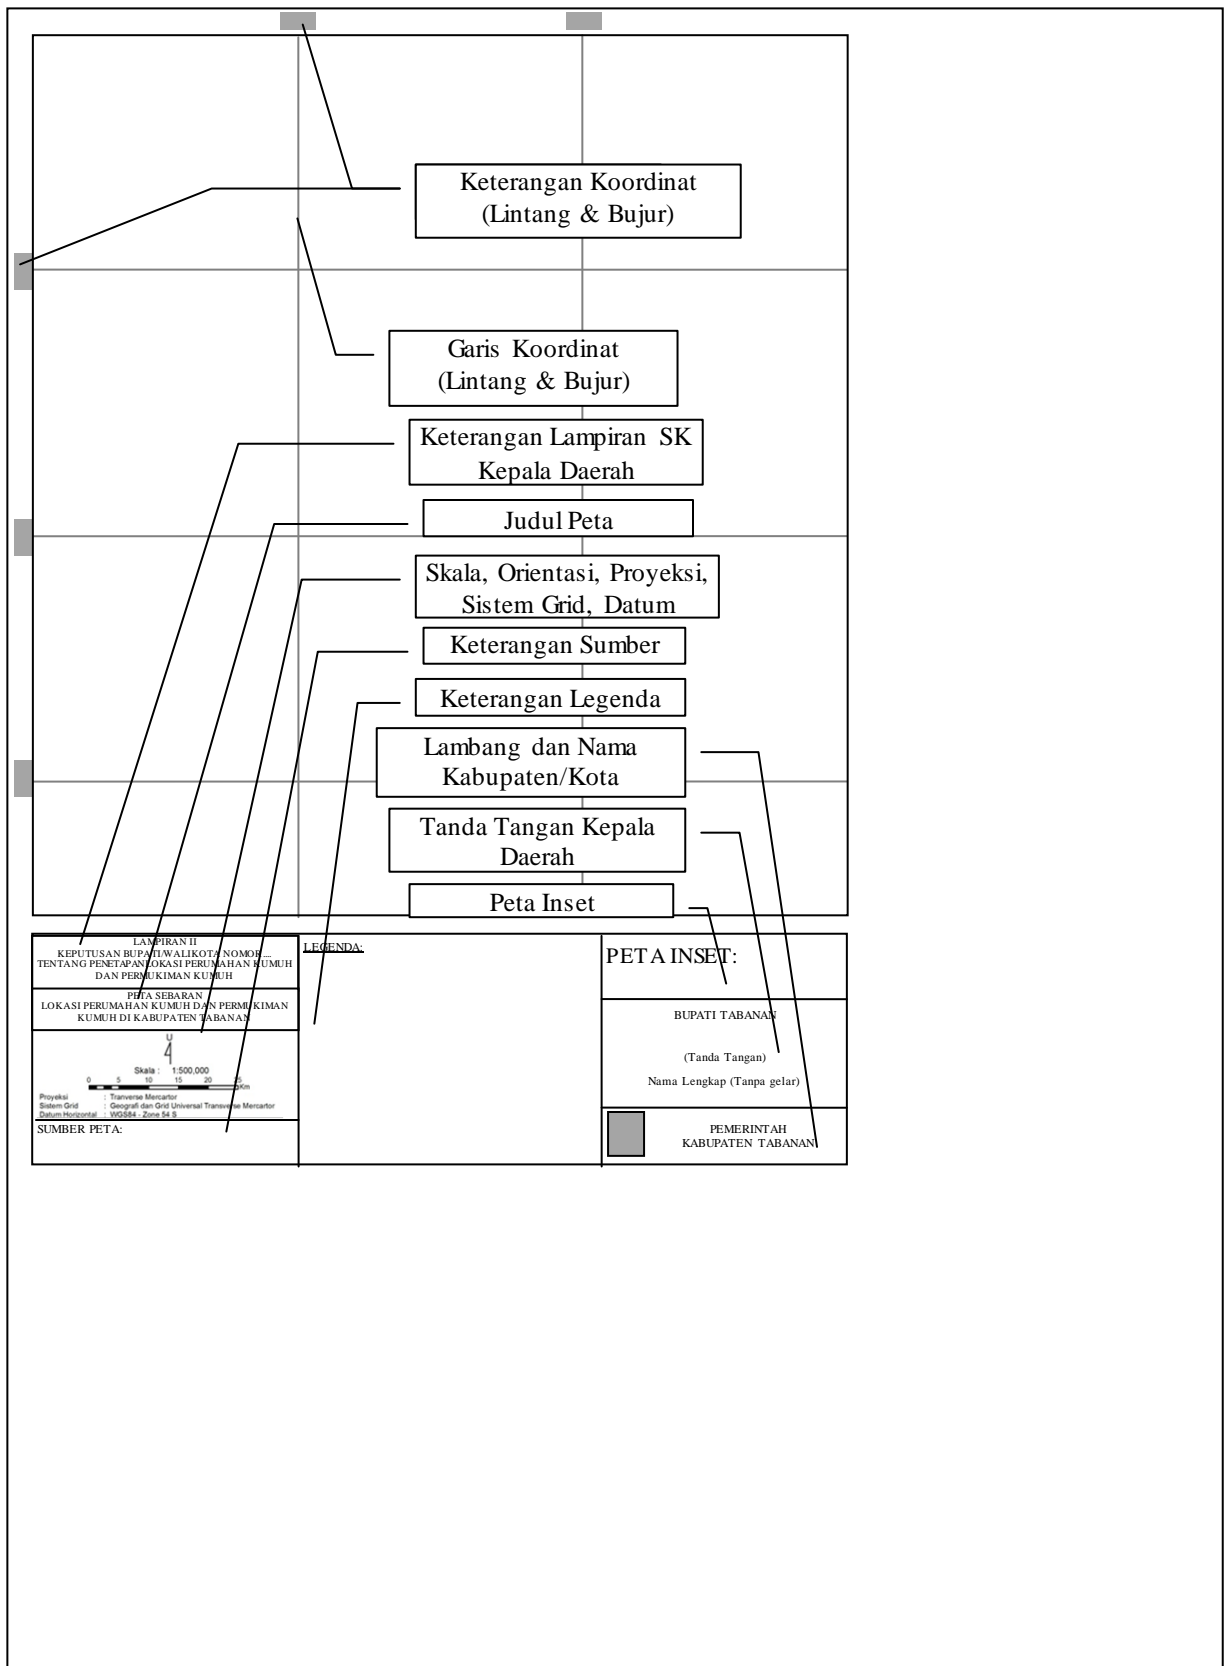 Keterangan Koordinat
(Lintang & Bujur)
Garis Koordinat
(Lintang & Bujur)
Keterangan Lampiran SK
Kepala Daerah
Judul Peta
Skala, Orientasi, Proyeksi,
Sistem Grid, Datum
Keterangan Sumber
Keterangan Legenda
Lambang dan Nama
Kabupaten/Kota
Tanda Tangan Kepala
Daerah
Peta Inset
LAMPIRAN II
KEPUTUSAN BUPATI/WALIKOTA NOMOR....
TENTANG PENETAPAN LOKASI PERUMAHAN KUMUH
DAN PERMUKIMAN KUMUH
PETA SEBARAN
LOKASI PERUMAHAN KUMUH DAN PERMUKIMAN
KUMUH DI KABUPATEN TABANAN
U
Skala : 1:500,000
0 5 10 15 20 25
Km
Proyeksi : Tranverse Mercartor
Sistem Grid : Geografi dan Grid Universal Transverse Mercartor
Datum Horizontal : WGS84 - Zone 54 S
SUMBER PETA:
LEGENDA:
PETA INSET:
BUPATI TABANAN
(Tanda Tangan)
Nama Lengkap (Tanpa gelar)
PEMERINTAH
KABUPATEN TABANAN